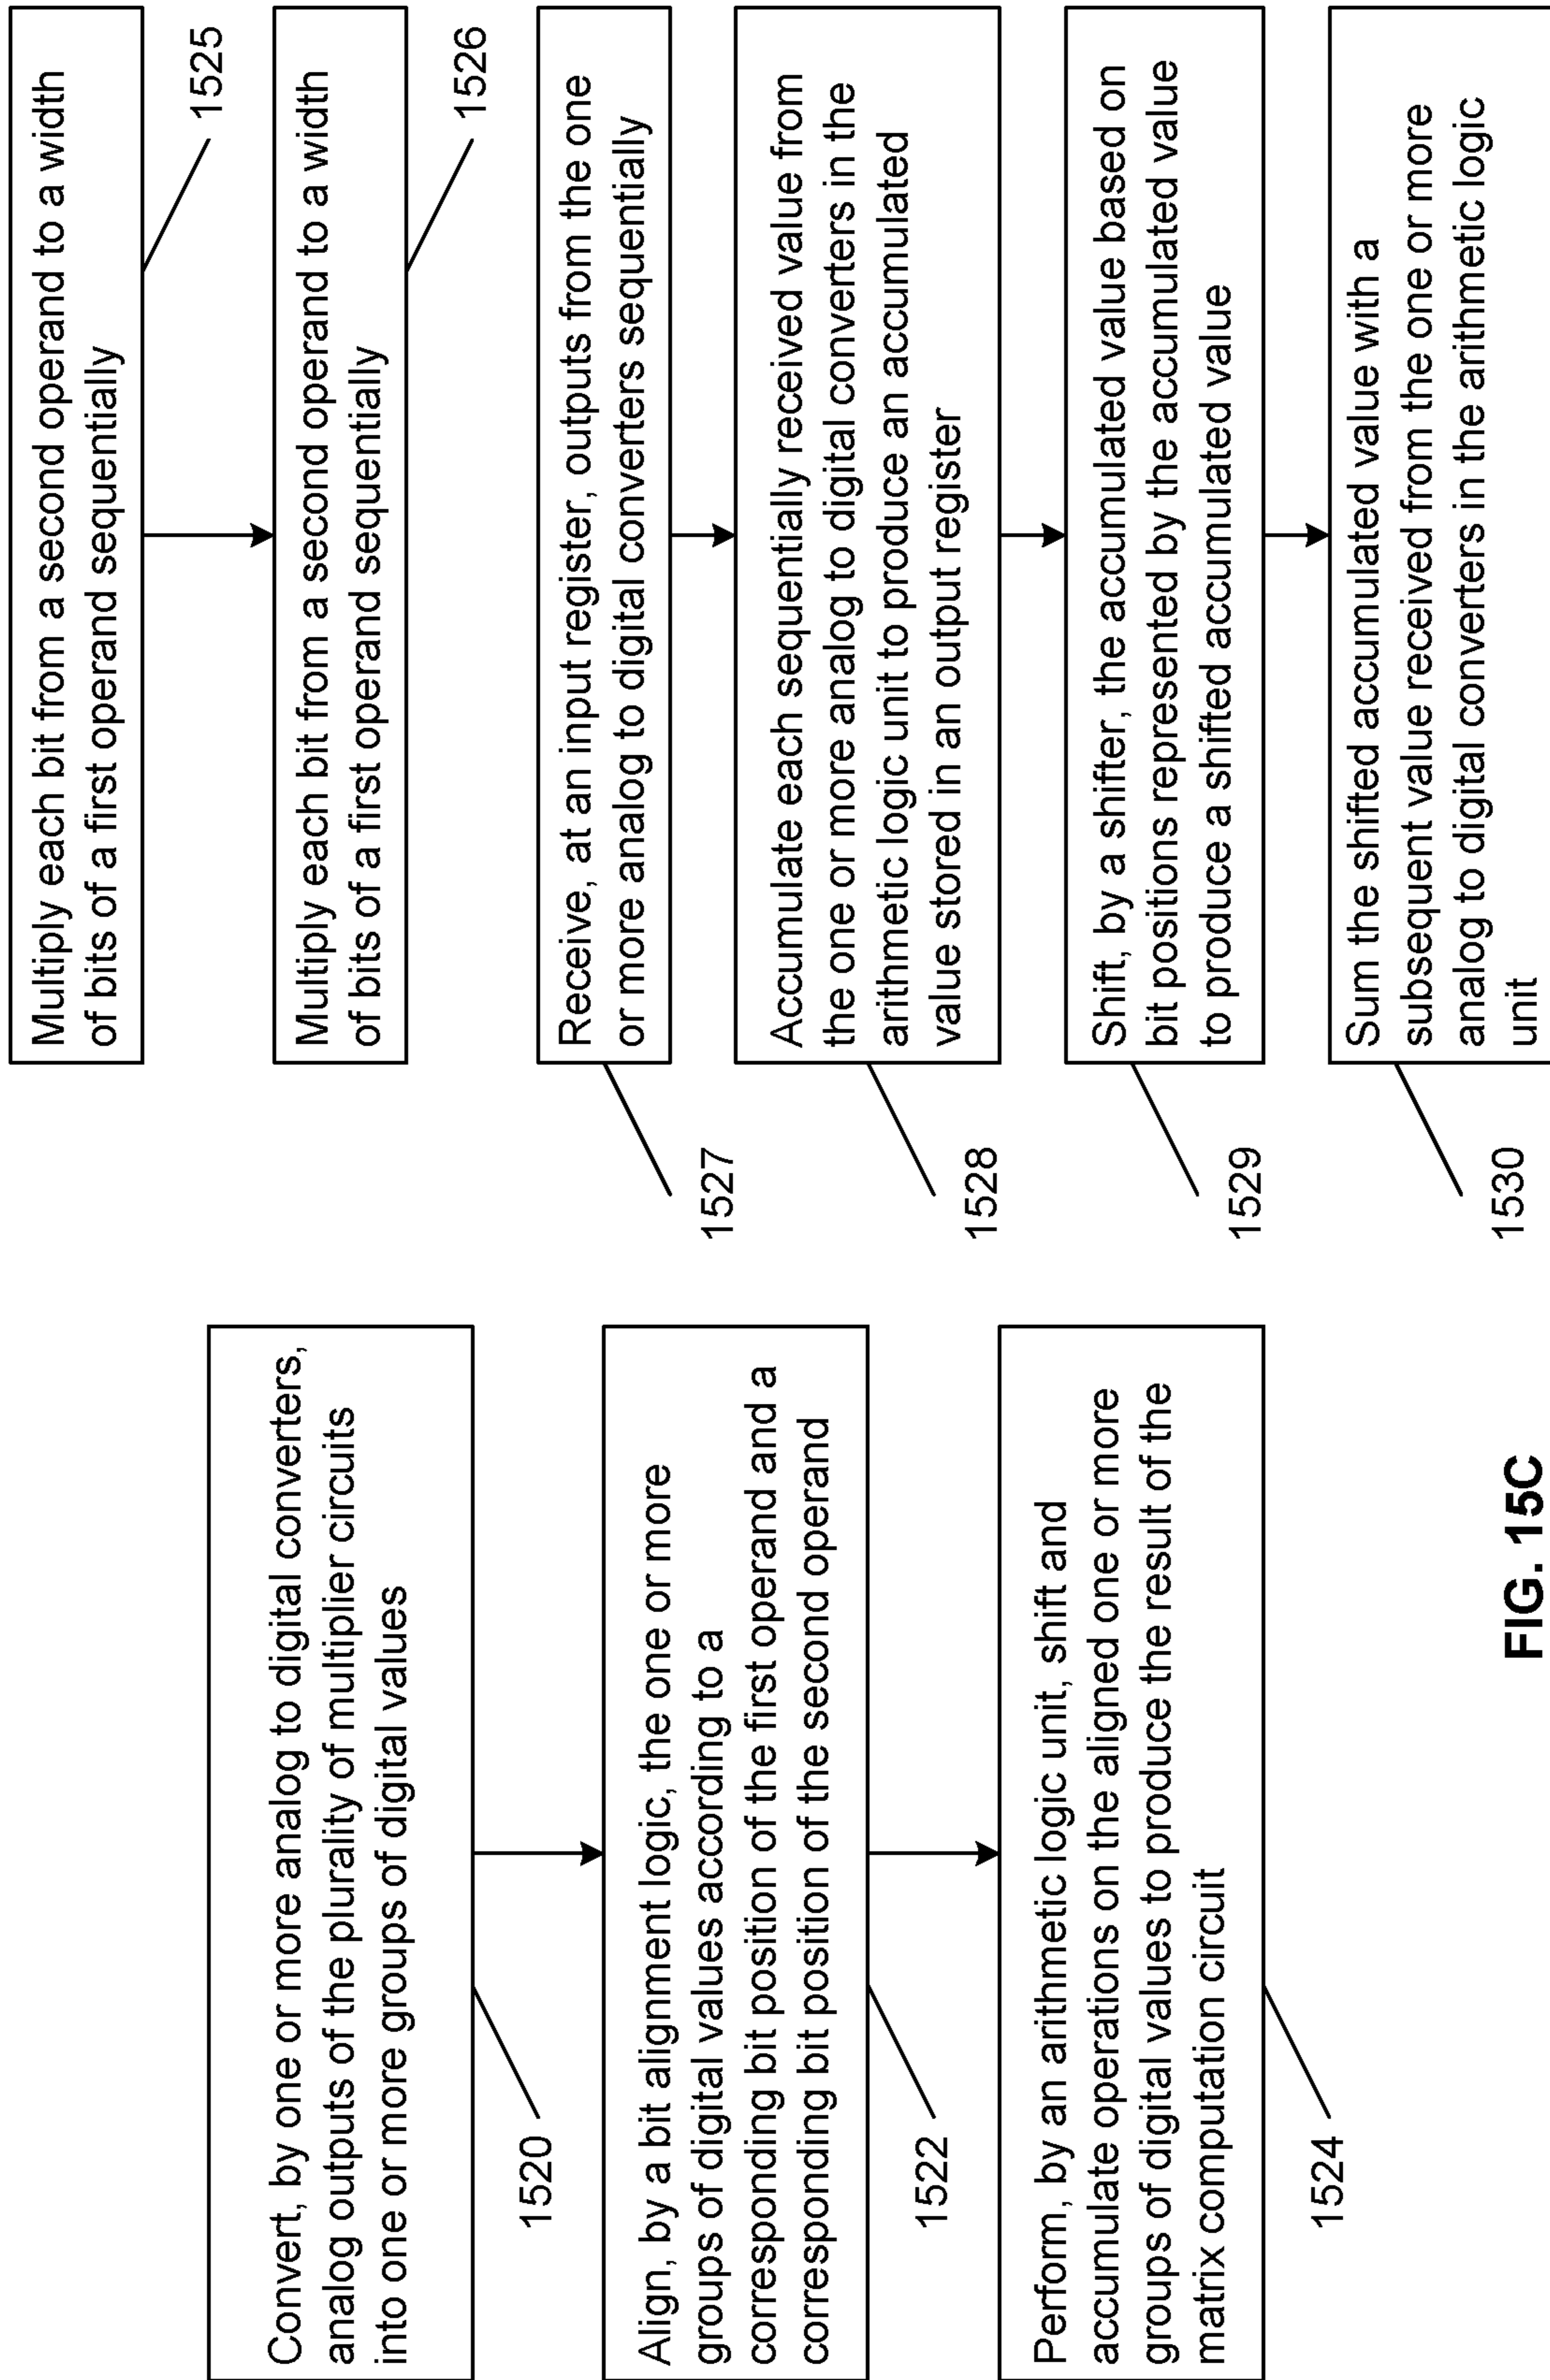 Convert, by one or more analog to digital converters,
analog outputs of the plurality of multiplier circuits
into one or more groups of digital values
1520
Align, by a bit alignment logic, the one or more
groups of digital values according to a
corresponding bit position of the first operand and a
corresponding bit position of the second operand
1522
Perform, by an arithmetic logic unit, shift and
accumulate operations on the aligned one or more
groups of digital values to produce the result of the
matrix computation circuit
1524
Multiply each bit from a second operand to a width
of bits of a first operand sequentially
1525
Multiply each bit from a second operand to a width
of bits of a first operand sequentially
1526
Receive, at an input register, outputs from the one
or more analog to digital converters sequentially
1527
Accumulate each sequentially received value from
the one or more analog to digital converters in the
arithmetic logic unit to produce an accumulated
value stored in an output register
1528
Shift, by a shifter, the accumulated value based on
bit positions represented by the accumulated value
to produce a shifted accumulated value
1529
Sum the shifted accumulated value with a
subsequent value received from the one or more
analog to digital converters in the arithmetic logic
unit
1530
FIG. 15C